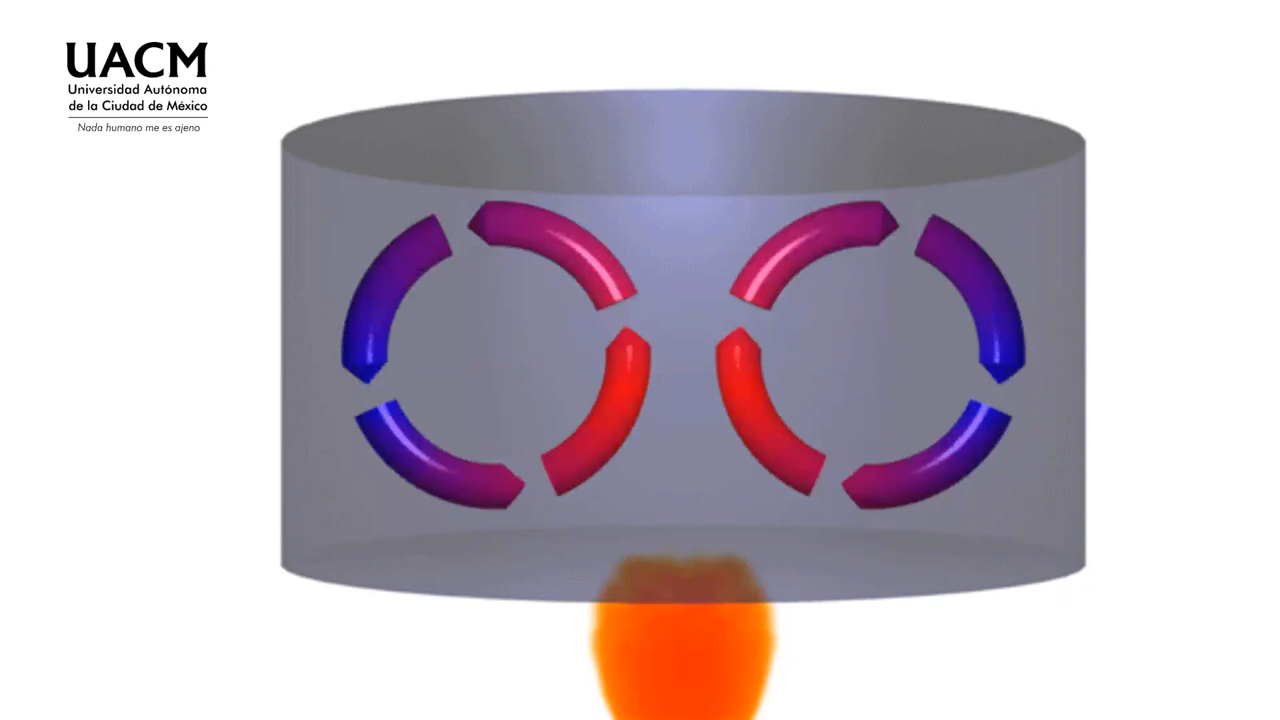 UACM
Universidad Autónoma
de la Ciudad de México
Nada humano me es ajeno